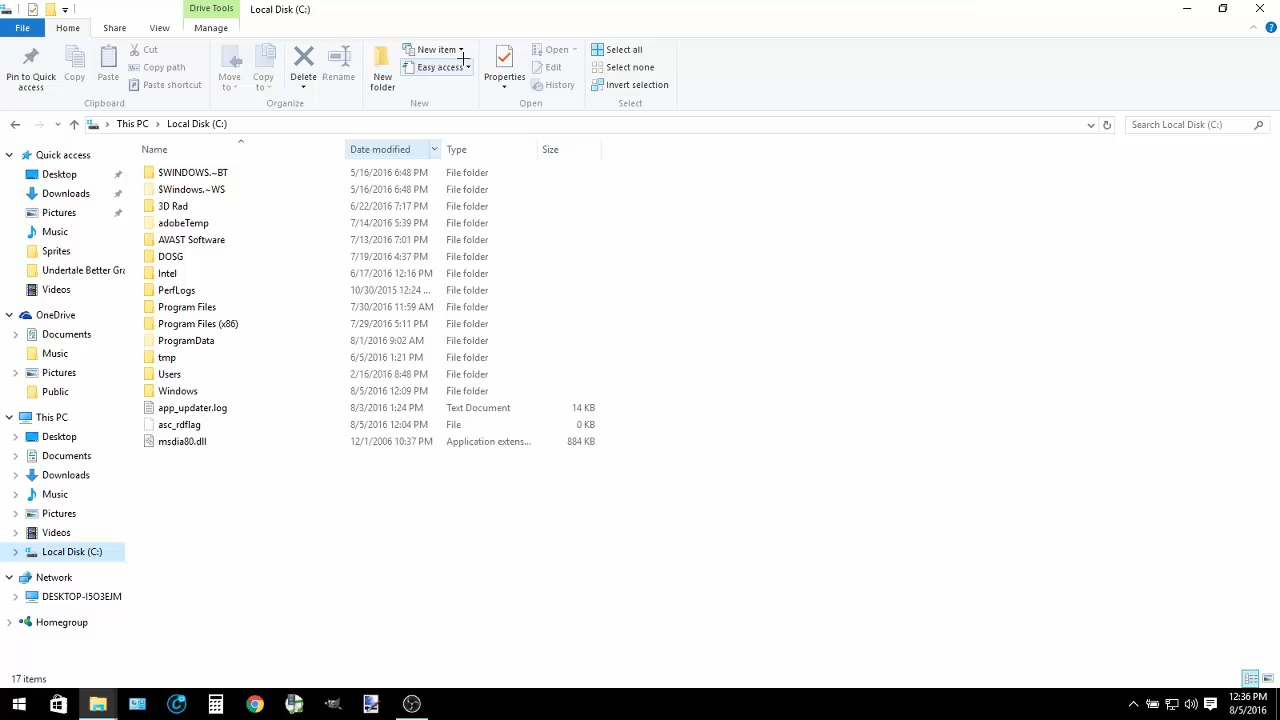 Drive Tools Local Disk (C:)
File Home Share View Manage
Pin to Quick access
Copy
Paste
Cut
Copy path
Paste shortcut
Clipboard
Move to
Copy to
Delete
Rename
Organize
New folder
New item
Easy access
New
Properties
Open
Edit
History
Open
Select all
Select none
Invert selection
Select
This PC Local Disk (C:) Search Local Disk (C:)
Name Date modified Type Size
Quick access
Desktop
Downloads
Pictures
Music
Sprites
Undertale Better Gra
Videos
OneDrive
Documents
Music
Pictures
Public
This PC
Desktop
Documents
Downloads
Music
Pictures
Videos
Local Disk (C:)
Network
DESKTOP-I5O3EJM
Homegroup
$WINDOWS.~BT 5/16/2016 6:48 PM File folder
$Windows.~WS 5/16/2016 6:48 PM File folder
3D Rad 6/22/2016 7:17 PM File folder
adobeTemp 7/14/2016 5:39 PM File folder
AVAST Software 7/13/2016 7:01 PM File folder
DOSG 7/19/2016 4:37 PM File folder
Intel 6/17/2016 12:16 PM File folder
PerfLogs 10/30/2015 12:24 ... File folder
Program Files 7/30/2016 11:59 AM File folder
Program Files (x86) 7/29/2016 5:11 PM File folder
ProgramData 8/1/2016 9:02 AM File folder
tmp 6/5/2016 1:21 PM File folder
Users 2/16/2016 8:48 PM File folder
Windows 8/5/2016 12:09 PM File folder
app_updater.log 8/3/2016 1:24 PM Text Document 14 KB
asc_rdflag 8/5/2016 12:04 PM File 0 KB
msdia80.dll 12/1/2006 10:37 PM Application extens... 884 KB
17 items
12:36 PM
8/5/2016